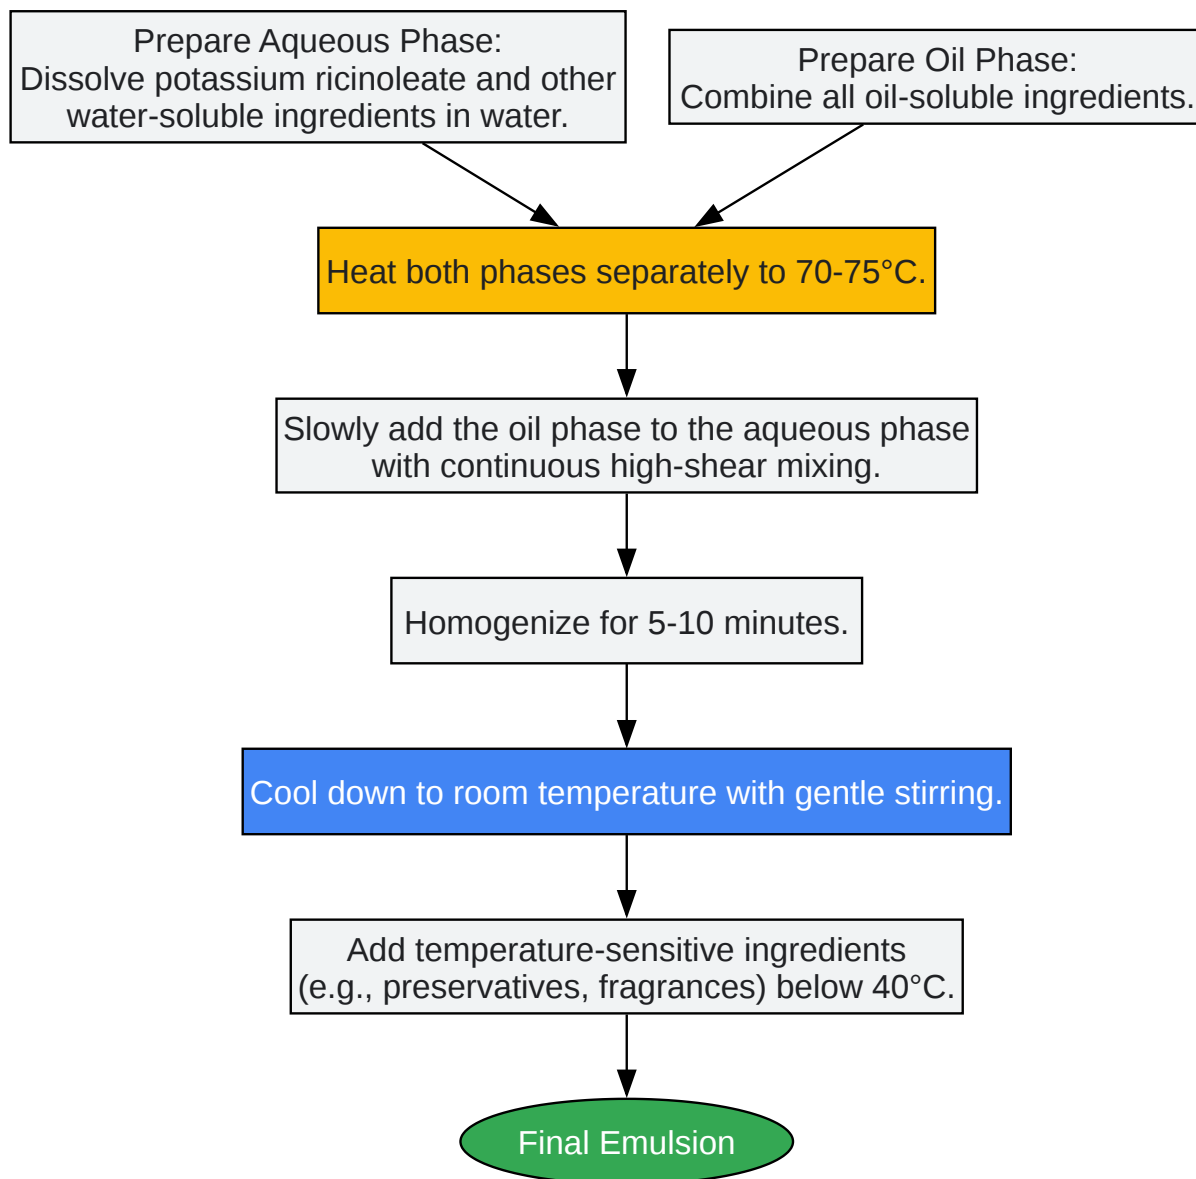 Prepare Aqueous Phase:
Dissolve potassium ricinoleate and other
water-soluble ingredients in water.
Prepare Oil Phase:
Combine all oil-soluble ingredients.
Heat both phases separately to 70-75°C.
Slowly add the oil phase to the aqueous phase
with continuous high-shear mixing.
Homogenize for 5-10 minutes.
Cool down to room temperature with gentle stirring.
Add temperature-sensitive ingredients
(e.g., preservatives, fragrances) below 40°C.
Final Emulsion